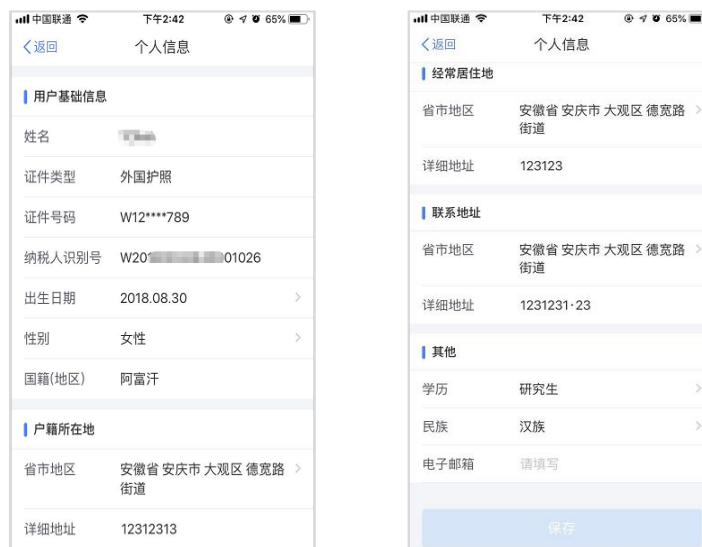 中国联通 下午2:42 65%
返回 个人信息
用户基础信息
姓名
证件类型 外国护照
证件号码 W12****789
纳税人识别号 W201 01026
出生日期 2018.08.30
性别 女性
国籍(地区) 阿富汗
户籍所在地
省市地区 安徽省 安庆市 大观区 德宽路
街道
详细地址 12312313
中国联通 下午2:42 65%
返回 个人信息
经常居住地
省市地区 安徽省 安庆市 大观区 德宽路
街道
详细地址 123123
联系地址
省市地区 安徽省 安庆市 大观区 德宽路
街道
详细地址 1231231·23
其他
学历 研究生
民族 汉族
电子邮箱 请填写
保存